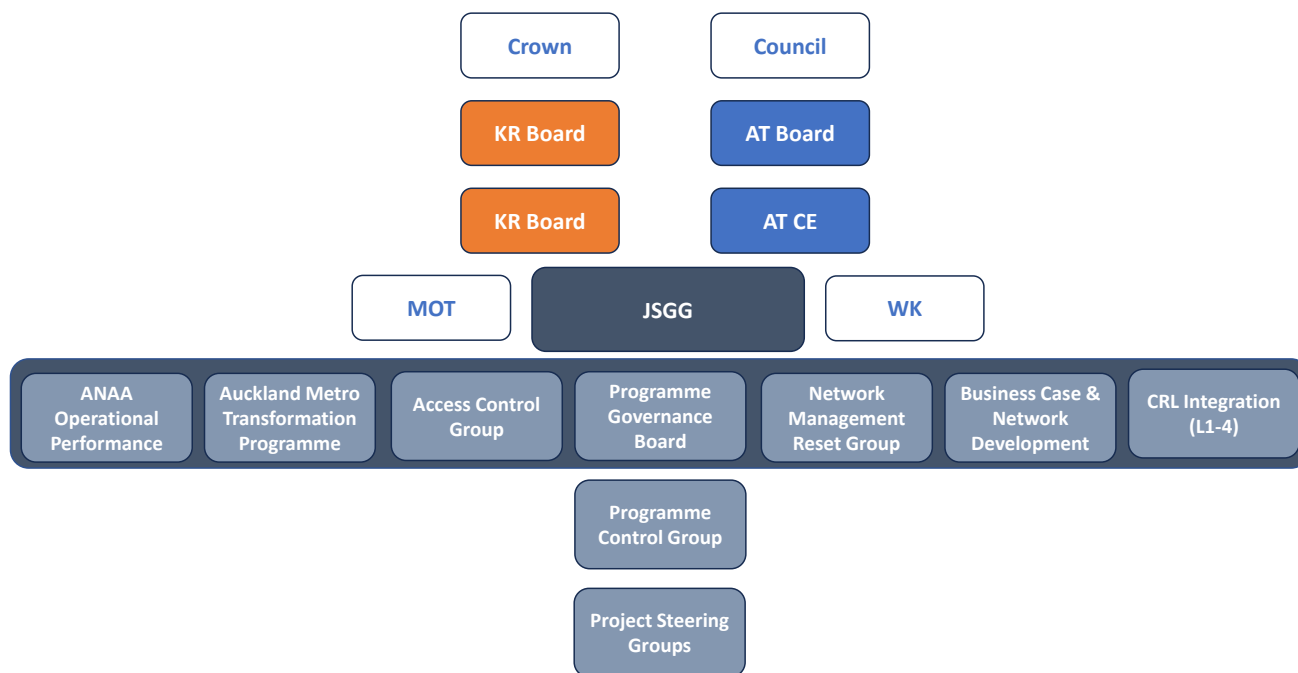 Crown
Council
KR Board
AT Board
KR Board
AT CE
MOT
JSGG
WK
ANAA
Operational
Performance
Auckland Metro
Transformation
Programme
Access Control
Group
Programme
Governance
Board
Network
Management
Reset Group
Business Case &
Network
Development
CRL Integration
(L1-4)
Programme
Control Group
Project Steering
Groups